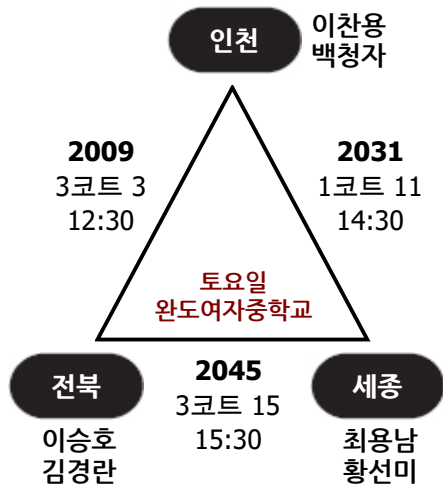 인천
이찬용
백청자
2009
3코트 3
12:30
2031
1코트 11
14:30
토요일
완도여자중학교
전북
이승호
김경란
2045
3코트 15
15:30
세종
최용남
황선미